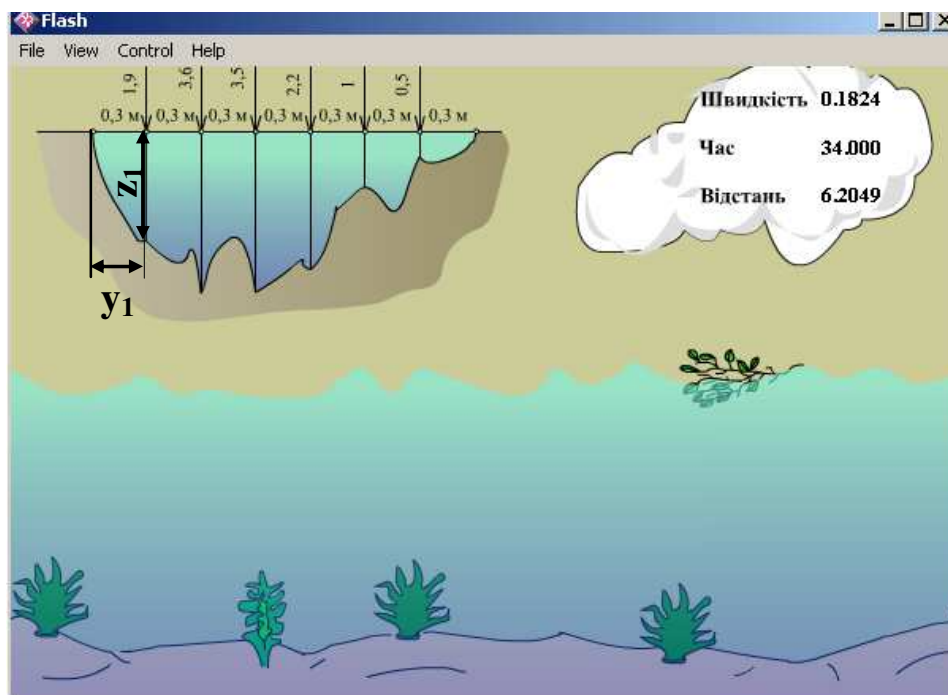 Flash
File View Control Help
1,9 3,6 3,5 2,2 1 0,5
0,3 м 0,3 м 0,3 м 0,3 м 0,3 м 0,3 м 0,3 м
z1
y1
Швидкість 0.1824
Час 34.000
Відстань 6.2049